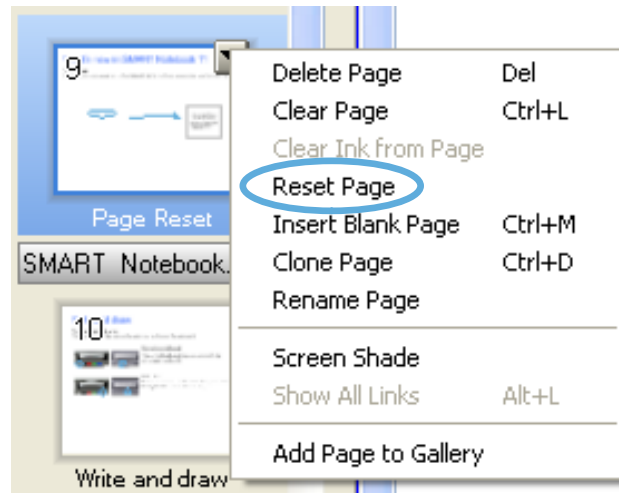 9
Page Reset
SMART Notebook.
10
Write and draw
Delete Page Del
Clear Page Ctrl+L
Clear Ink from Page
Reset Page
Insert Blank Page Ctrl+M
Clone Page Ctrl+D
Rename Page
Screen Shade
Show All Links Alt+L
Add Page to Gallery